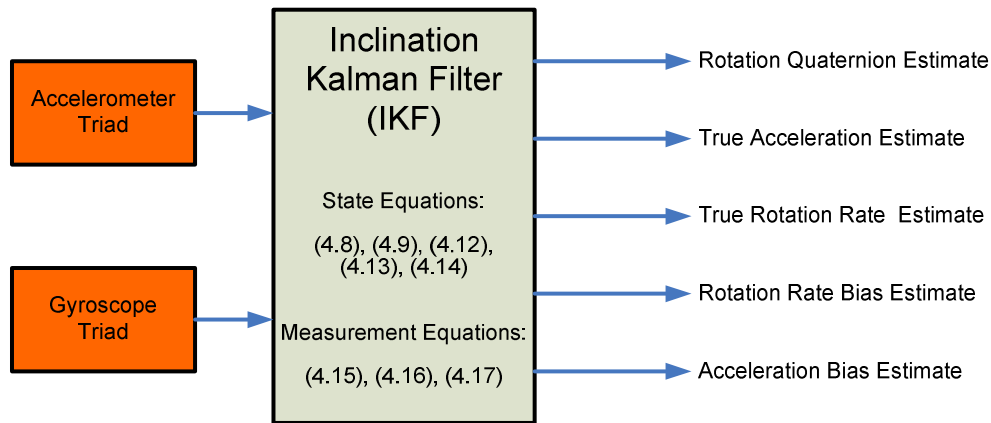 Accelerometer
Triad
Gyroscope
Triad
Inclination
Kalman Filter
(IKF)
State Equations:
(4.8), (4.9), (4.12),
(4.13), (4.14)
Measurement Equations:
(4.15), (4.16), (4.17)
Rotation Quaternion Estimate
True Acceleration Estimate
True Rotation Rate  Estimate
Rotation Rate Bias Estimate
Acceleration Bias Estimate